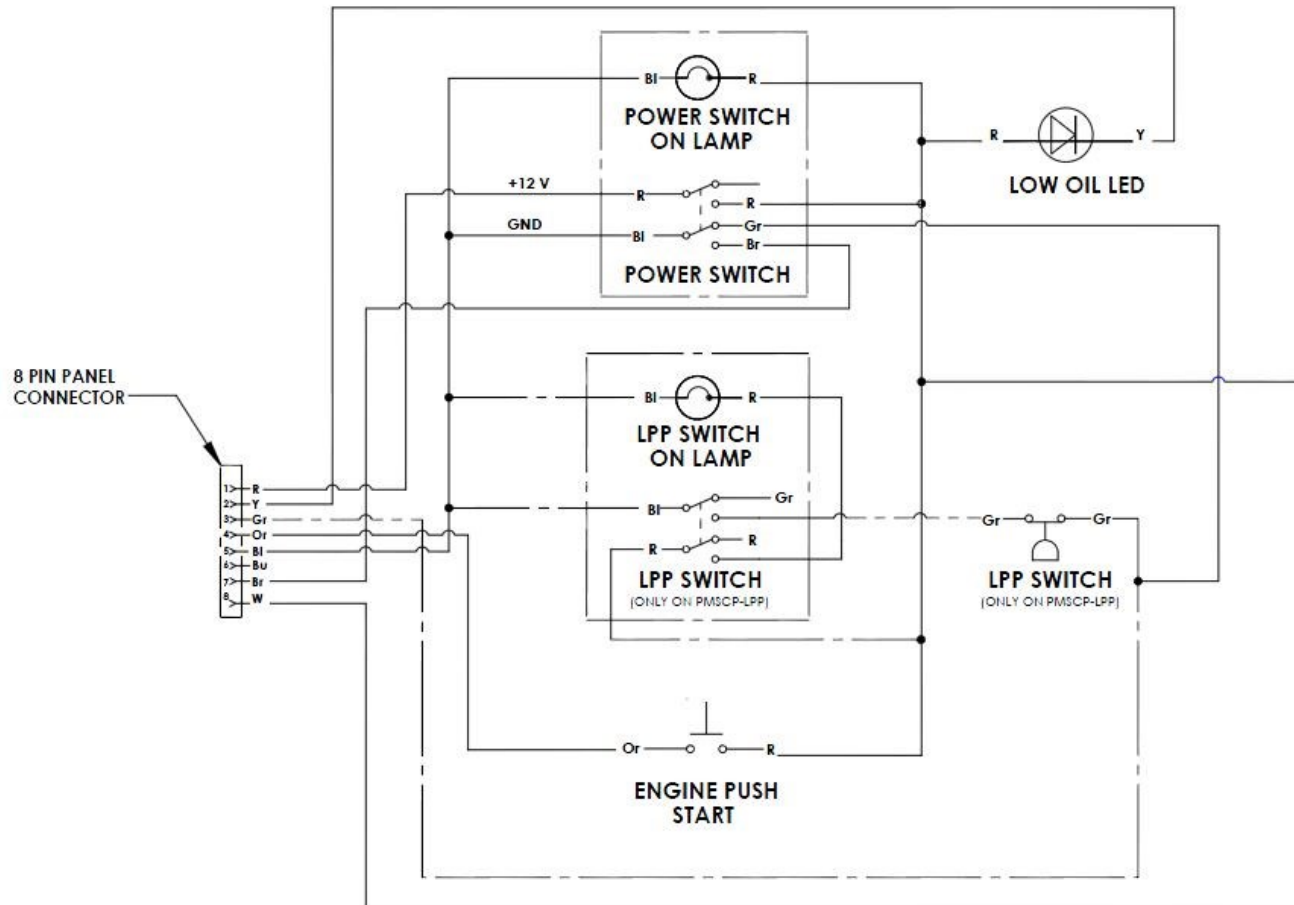 Bl R
POWER SWITCH
ON LAMP
R Y
LOW OIL LED
+12 V
R
R
GND
Bl
Gr
Br
POWER SWITCH
8 PIN PANEL
CONNECTOR
Bl R
LPP SWITCH
ON LAMP
1 R
2 Y
3 Gr
4 Or
5 Bl
6 Bu
7 Br
8 W
Gr
Bl
R
R
LPP SWITCH
(ONLY ON PMSCP-LPP)
Gr Gr
LPP SWITCH
(ONLY ON PMSCP-LPP)
Or R
ENGINE PUSH
START